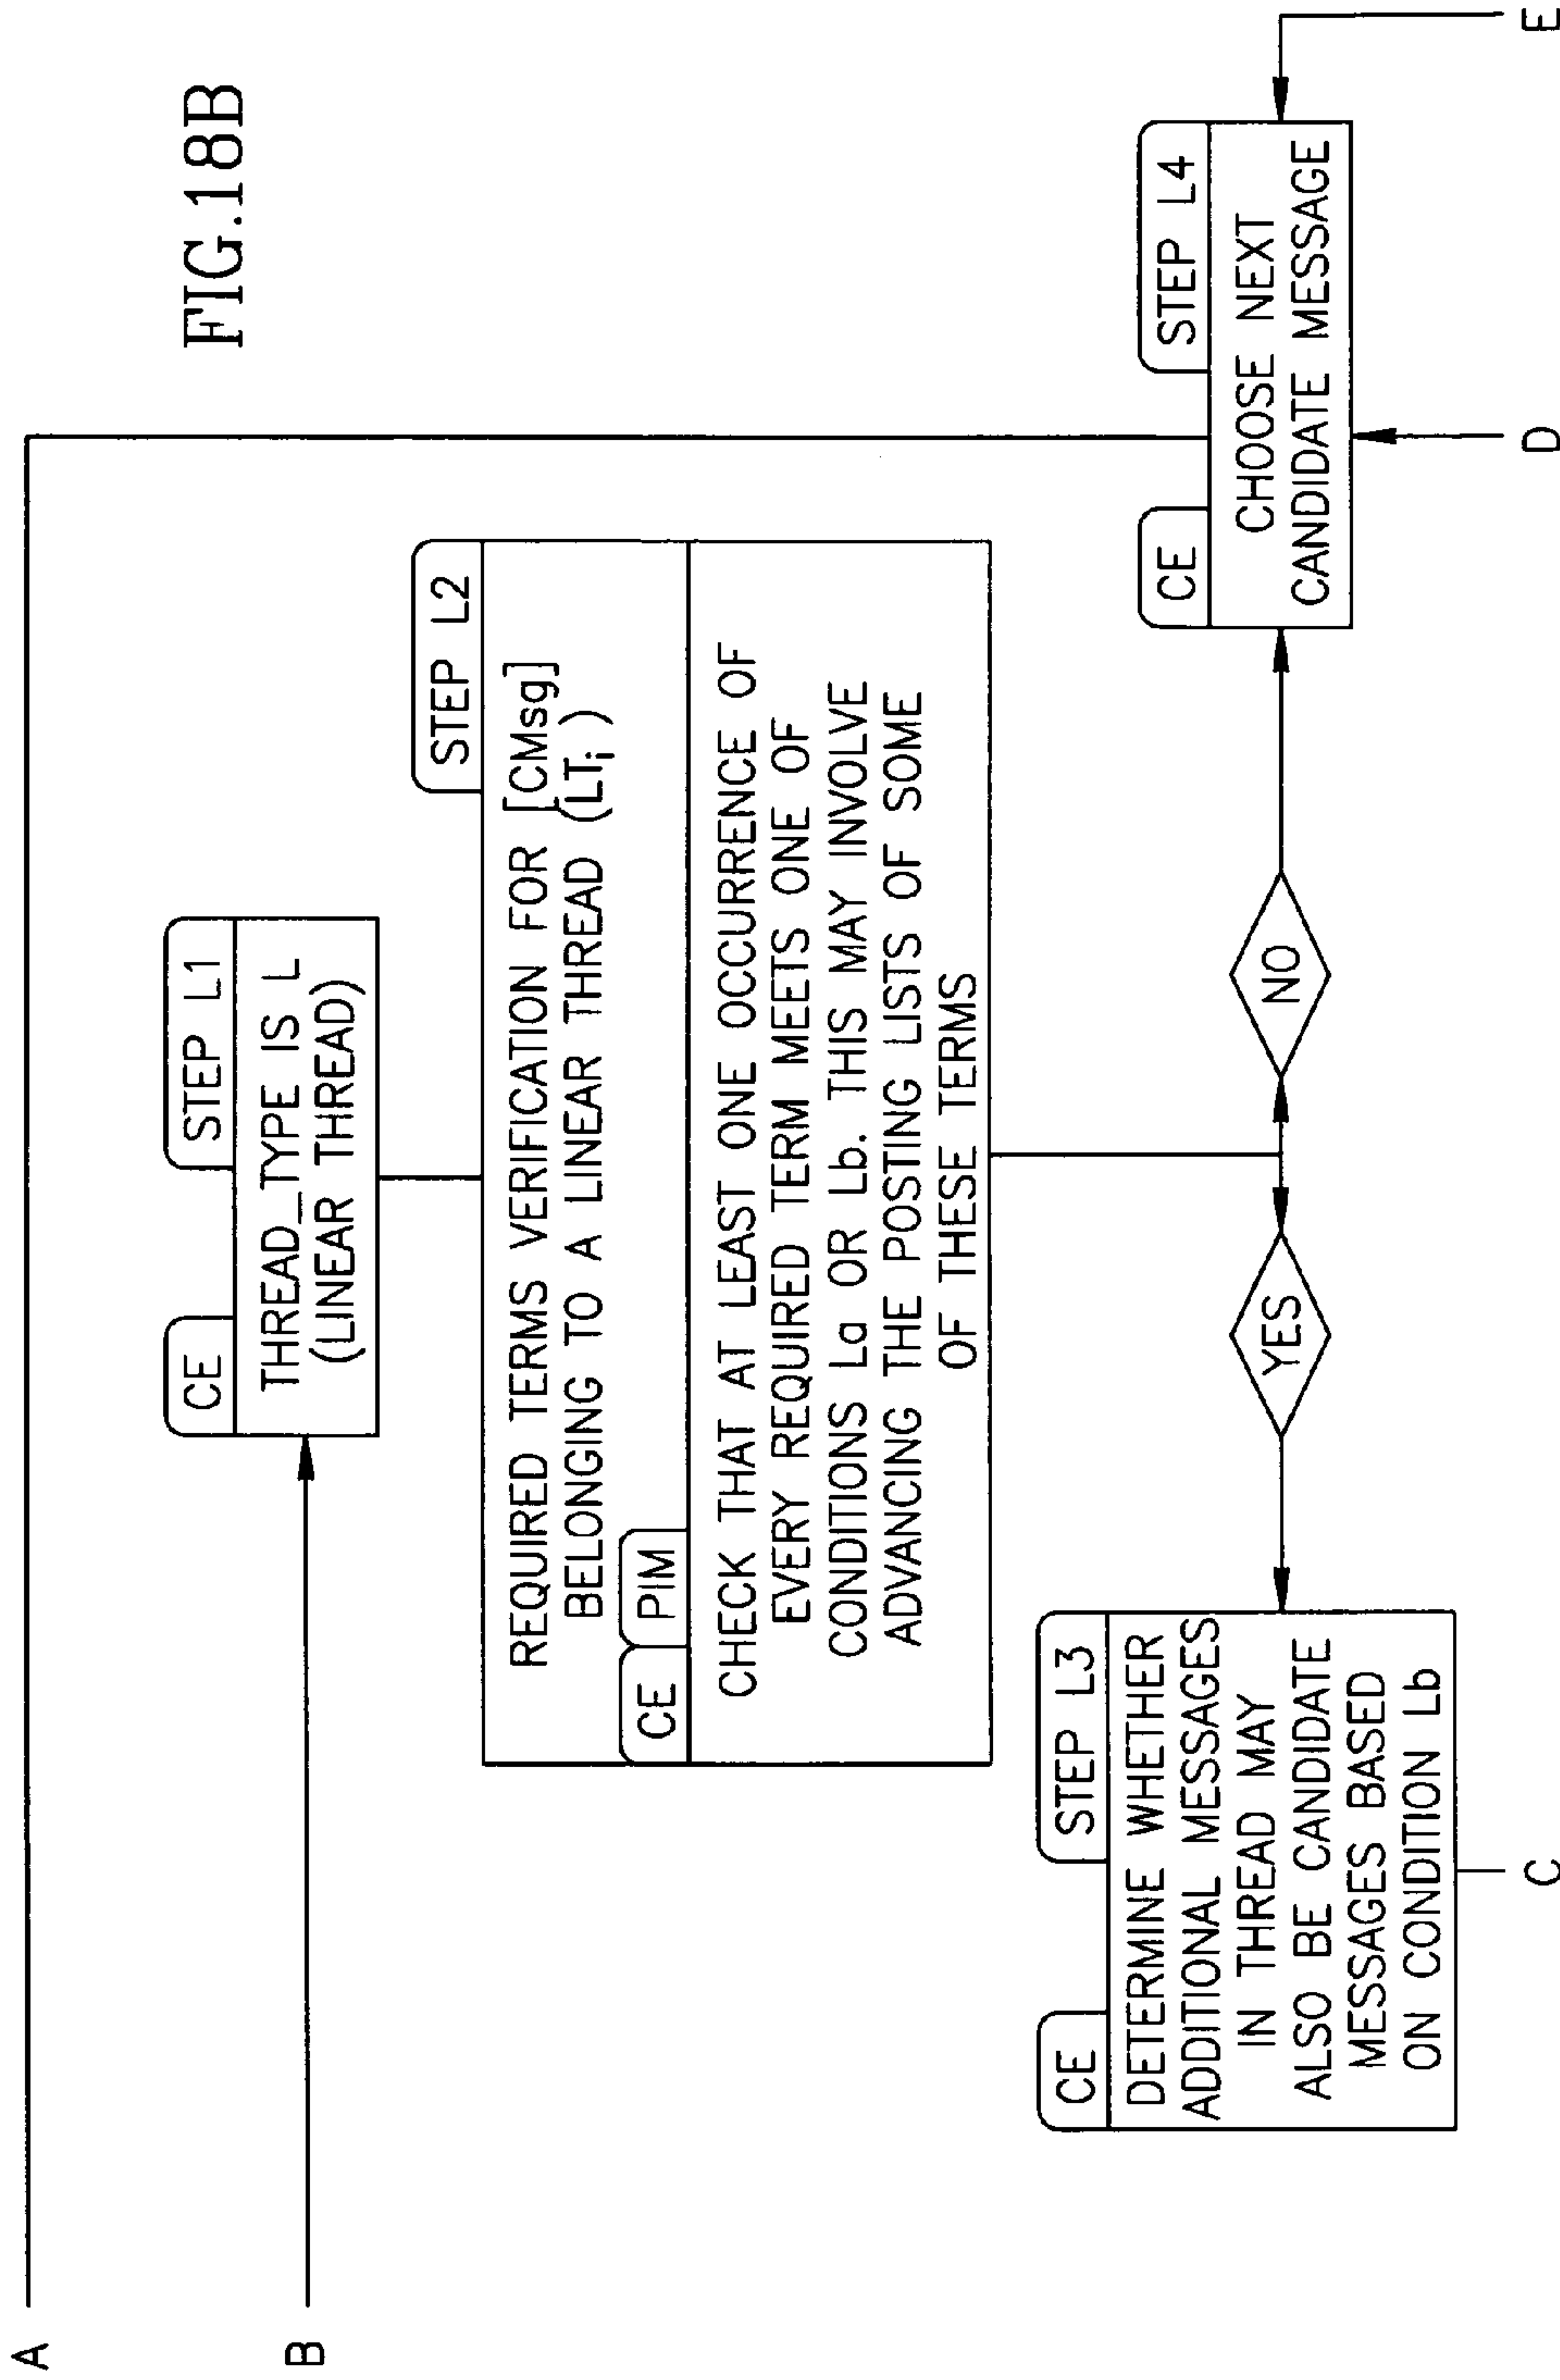 FIG.18B
A
B
CE
STEP L1
THREAD_TYPE IS L
(LINEAR THREAD)
STEP L2
REQUIRED TERMS VERIFICATION FOR [CMsg]
BELONGING TO A LINEAR THREAD (LTi)
CE
PIM
CHECK THAT AT LEAST ONE OCCURRENCE OF
EVERY REQUIRED TERM MEETS ONE OF
CONDITIONS La OR Lb. THIS MAY INVOLVE
ADVANCING THE POSTING LISTS OF SOME
OF THESE TERMS
YES
NO
CE
STEP L3
DETERMINE WHETHER
ADDITIONAL MESSAGES
IN THREAD MAY
ALSO BE CANDIDATE
MESSAGES BASED
ON CONDITION Lb
CE
STEP L4
CHOOSE NEXT
CANDIDATE MESSAGE
C
D
E